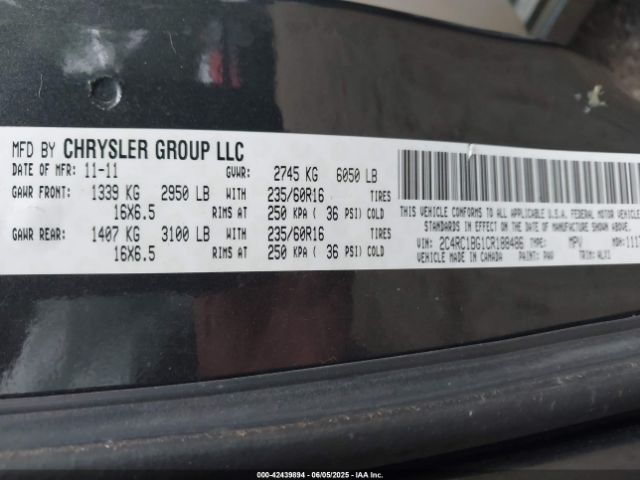 MFD BY CHRYSLER GROUP LLC
DATE OF MFR: 11-11 GVWR: 2745 KG 6050 LB
GAWR FRONT: 1339 KG 2950 LB WITH 235/60R16 TIRES
16X6.5 RIMS AT 250 KPA ( 36 PSI) COLD
GAWR REAR: 1407 KG 3100 LB WITH 235/60R16 TIRES
16X6.5 RIMS AT 250 KPA ( 36 PSI) COLD
THIS VEHICLE CONFORMS TO ALL APPLICABLE U.S.A. FEDERAL MOTOR VEHICLE
STANDARDS IN EFFECT ON THE DATE OF MANUFACTURE SHOWN ABOVE.
VIN: 2C4RC1BG1CR188486 TYPE: MPV MDH:
VEHICLE MADE IN CANADA PAINT: TRIM:
000-42439894 - 06/05/2025 - IAA Inc.